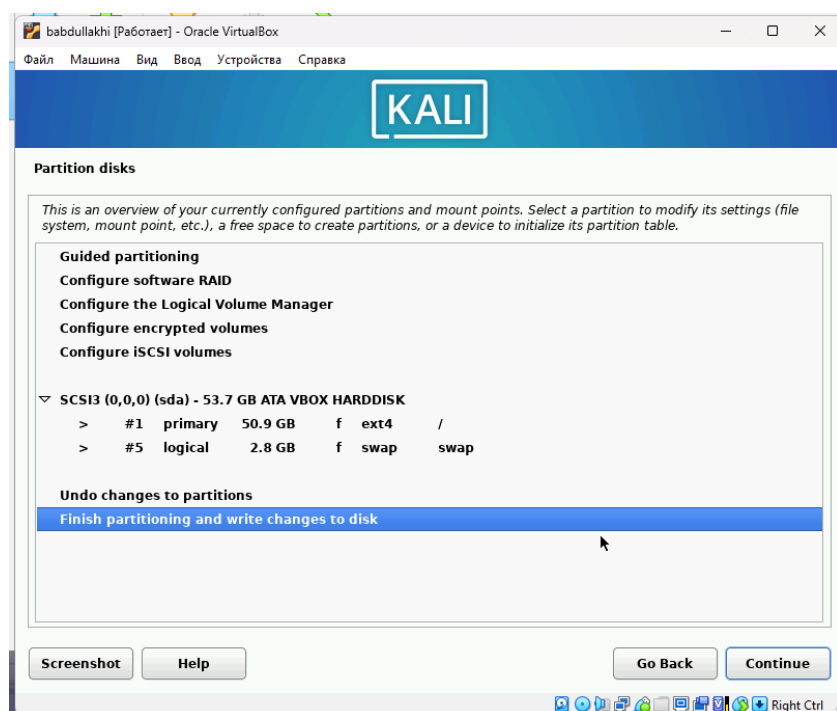 babdullakhi [Работает] - Oracle VirtualBox
Файл Машина Вид Ввод Устройства Справка
KALI
Partition disks
This is an overview of your currently configured partitions and mount points. Select a partition to modify its settings (file
system, mount point, etc.), a free space to create partitions, or a device to initialize its partition table.
Guided partitioning
Configure software RAID
Configure the Logical Volume Manager
Configure encrypted volumes
Configure iSCSI volumes
SCSI3 (0,0,0) (sda) - 53.7 GB ATA VBOX HARDDISK
> #1 primary 50.9 GB f ext4 /
> #5 logical 2.8 GB f swap swap
Undo changes to partitions
Finish partitioning and write changes to disk
Screenshot Help Go Back Continue
Right Ctrl